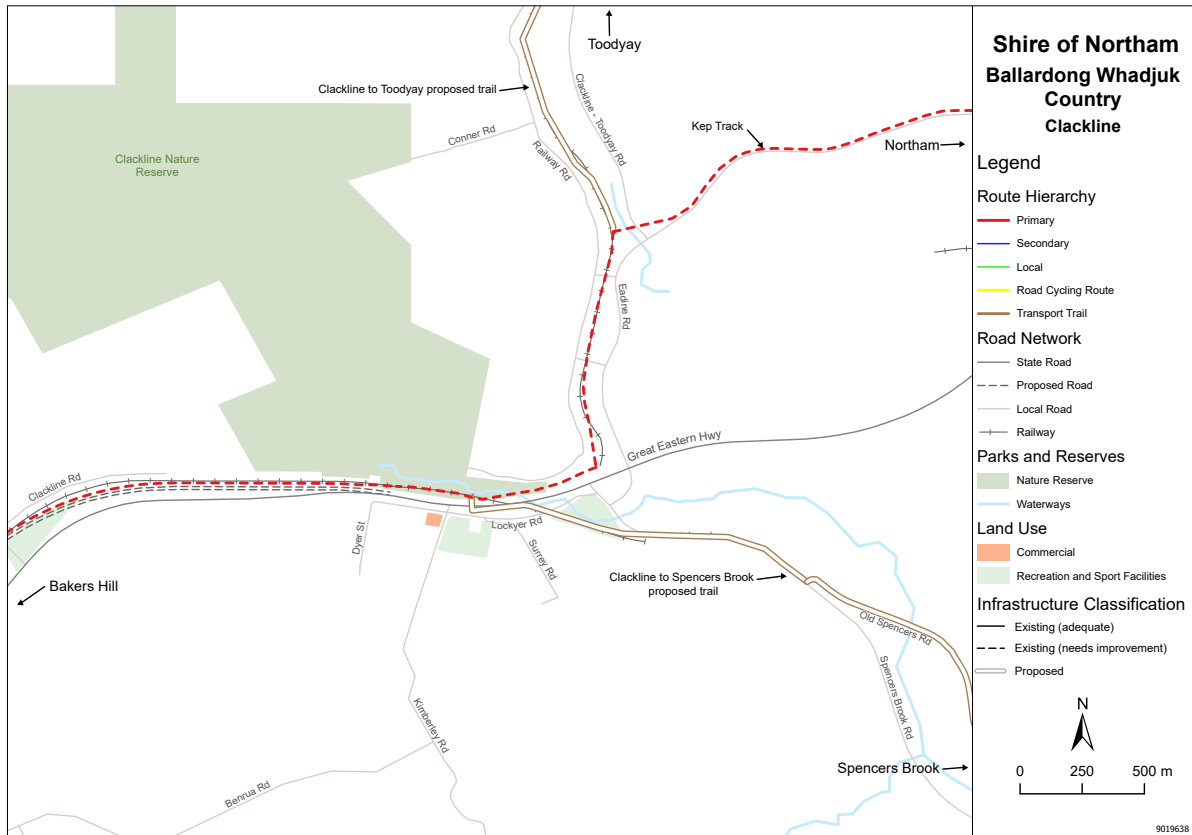 Toodyay
Clackline to Toodyay proposed trail
Clackline - Toodyay Rd
Conner Rd
Railway Rd
Kep Track
Northam
Clackline Nature
Reserve
Eadine Rd
Great Eastern Hwy
Clackline Rd
Lockyer Rd
Dyer St
Surrey Rd
Bakers Hill
Clackline to Spencers Brook
proposed trail
Old Spencers Rd
Spencers Brook Rd
Kimberley Rd
Benrua Rd
Spencers Brook
Shire of Northam
Ballardong Whadjuk
Country
Clackline
Legend
Route Hierarchy
Primary
Secondary
Local
Road Cycling Route
Transport Trail
Road Network
State Road
Proposed Road
Local Road
Railway
Parks and Reserves
Nature Reserve
Waterways
Land Use
Commercial
Recreation and Sport Facilities
Infrastructure Classification
Existing (adequate)
Existing (needs improvement)
Proposed
N
0 250 500 m
9019638